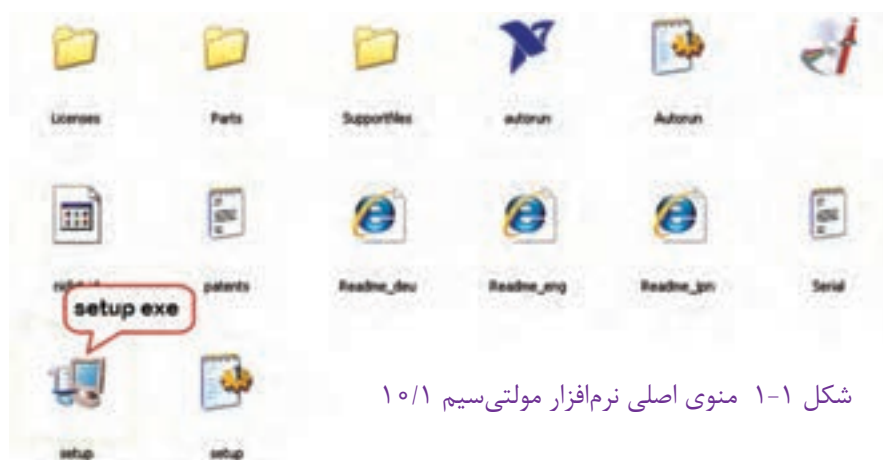 Licenses
Parts
Supportfiles
autorun
Autorun
patents
Readme_deu
Readme_eng
Readme_jpn
Serial
setup exe
شکل ۱-۱ منوی اصلی نرم‌افزار مولتی‌سیم ۱۰/۱
setup
setup